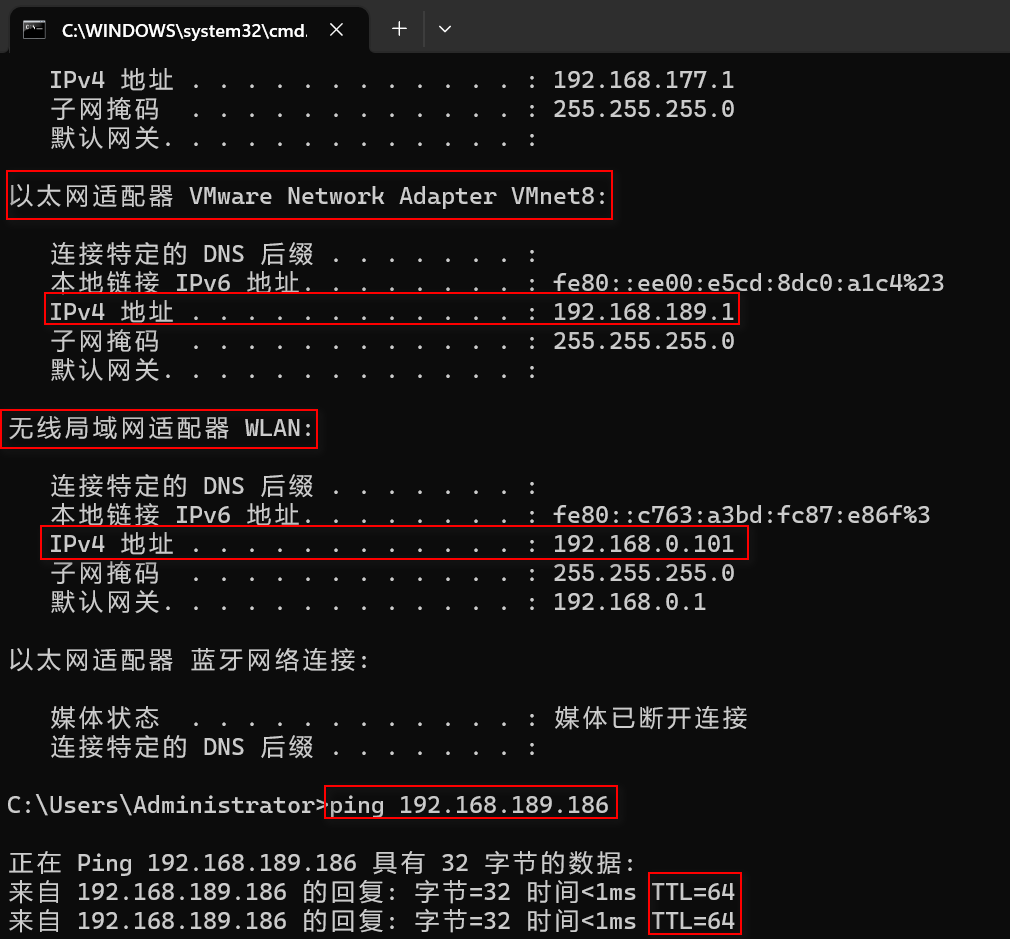 C:\WINDOWS\system32\cmd.
IPv4 地址 . . . . . . . . . . . . : 192.168.177.1
子网掩码  . . . . . . . . . . . . : 255.255.255.0
默认网关. . . . . . . . . . . . . :
以太网适配器 VMware Network Adapter VMnet8:
连接特定的 DNS 后缀 . . . . . . . :
本地链接 IPv6 地址. . . . . . . . : fe80::ee00:e5cd:8dc0:a1c4%23
IPv4 地址 . . . . . . . . . . . . : 192.168.189.1
子网掩码  . . . . . . . . . . . . : 255.255.255.0
默认网关. . . . . . . . . . . . . :
无线局域网适配器 WLAN:
连接特定的 DNS 后缀 . . . . . . . :
本地链接 IPv6 地址. . . . . . . . : fe80::c763:a3bd:fc87:e86f%3
IPv4 地址 . . . . . . . . . . . . : 192.168.0.101
子网掩码  . . . . . . . . . . . . : 255.255.255.0
默认网关. . . . . . . . . . . . . : 192.168.0.1
以太网适配器 蓝牙网络连接:
媒体状态  . . . . . . . . . . . . : 媒体已断开连接
连接特定的 DNS 后缀 . . . . . . . :
C:\Users\Administrator>ping 192.168.189.186
正在 Ping 192.168.189.186 具有 32 字节的数据:
来自 192.168.189.186 的回复: 字节=32 时间<1ms TTL=64
来自 192.168.189.186 的回复: 字节=32 时间<1ms TTL=64